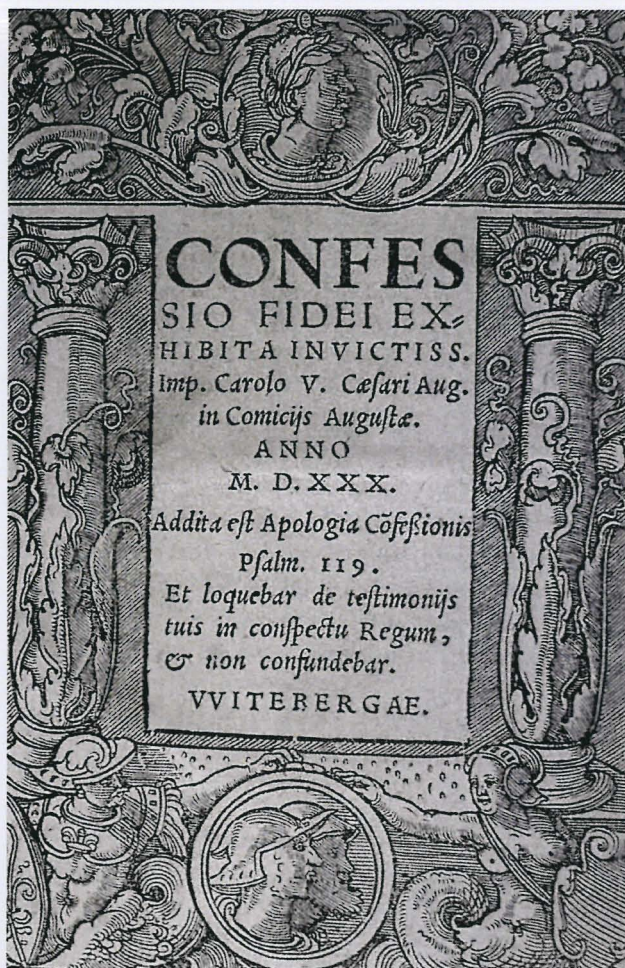 CONFES
SIO FIDEI EX⸗
HIBITA INVICTISS.
Imp. Carolo V. Cæſari Aug.
in Comicijs Auguſtæ.
ANNO
M. D. XXX.
Addita eſt Apologia Cōfeßionis
Pſalm. 119.
Et loquebar de teſtimonijs
tuis in conſpectu Regum,
& non confundebar.
VVITEBERGAE.